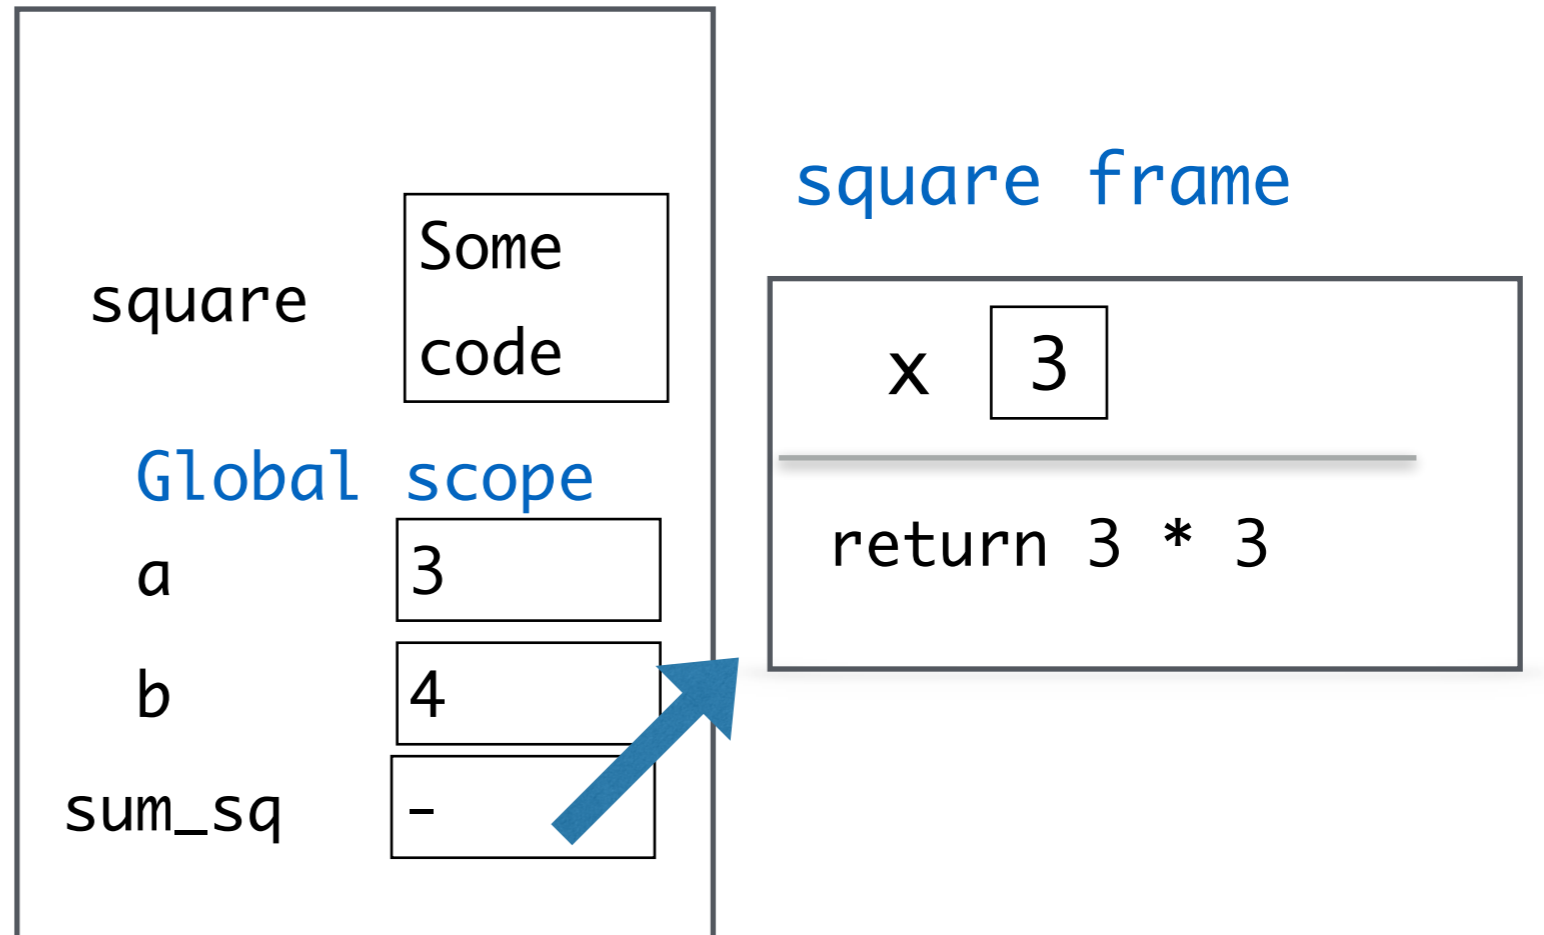 square
Some
code
Global scope
a 3
b 4
sum_sq -
square frame
x 3
return 3 * 3